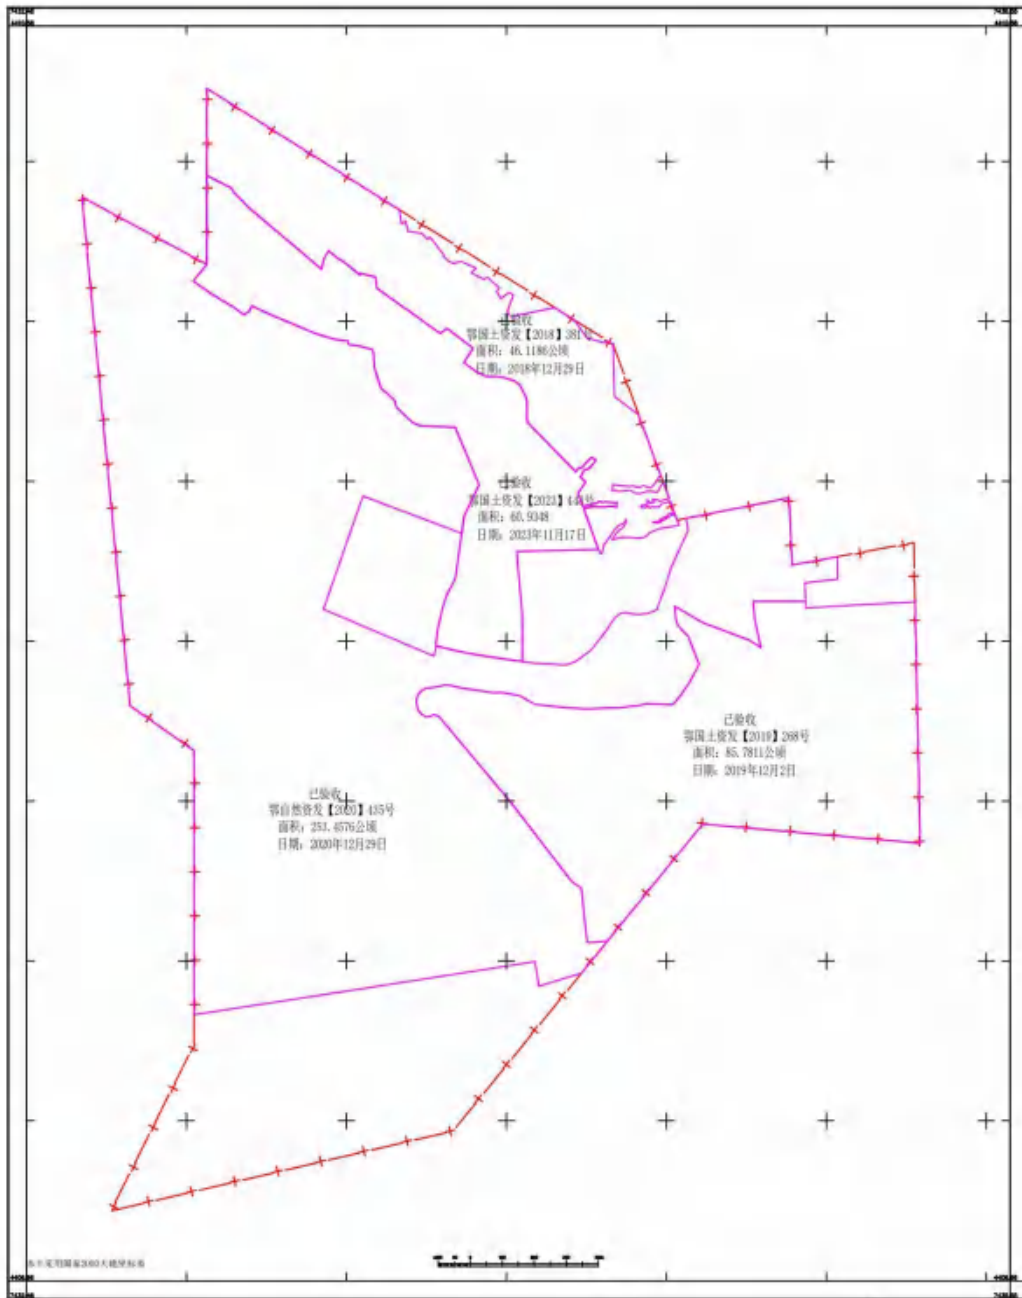 已验收
鄂国土资发【2018】381号
面积：46.1186公顷
日期：2018年12月29日
已验收
鄂国土资发【2023】444号
面积：60.9348
日期：2023年11月17日
已验收
鄂国土资发【2019】268号
面积：85.7811公顷
日期：2019年12月2日
已验收
鄂自然资发【2020】435号
面积：253.4576公顷
日期：2020年12月29日